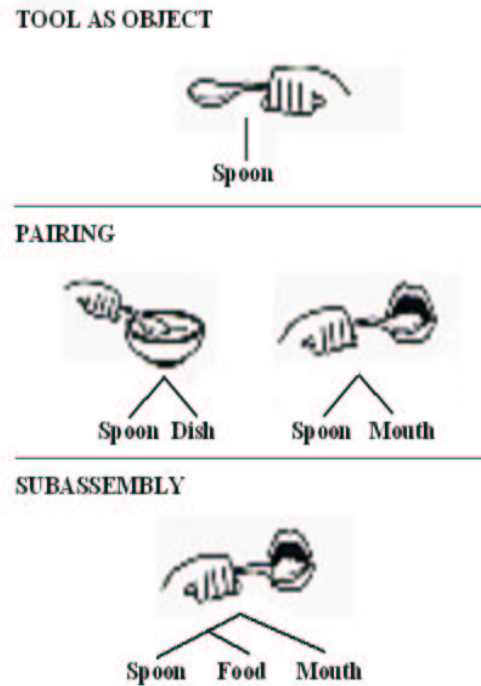 TOOL AS OBJECT
Spoon
PAIRING
Spoon Dish
Spoon Mouth
SUBASSEMBLY
Spoon Food Mouth